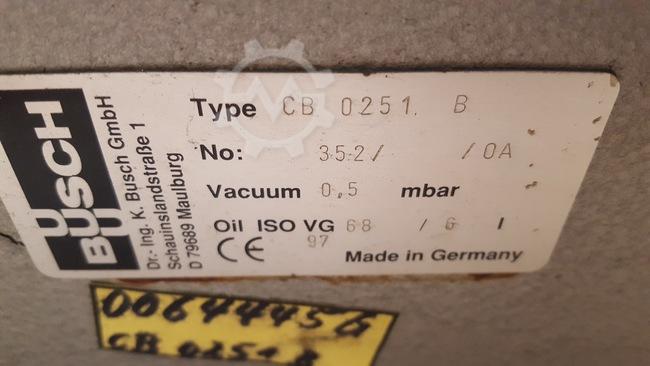 BUSCH
Dr.-Ing. K. Busch GmbH
Schauinslandstraße 1
D 79689 Maulburg
Type CB 0251. B
No: 352/ /0A
Vacuum 0,5 mbar
Oil ISO VG 68 / 6 l
CE 97 Made in Germany
00644456
CB 0251 B